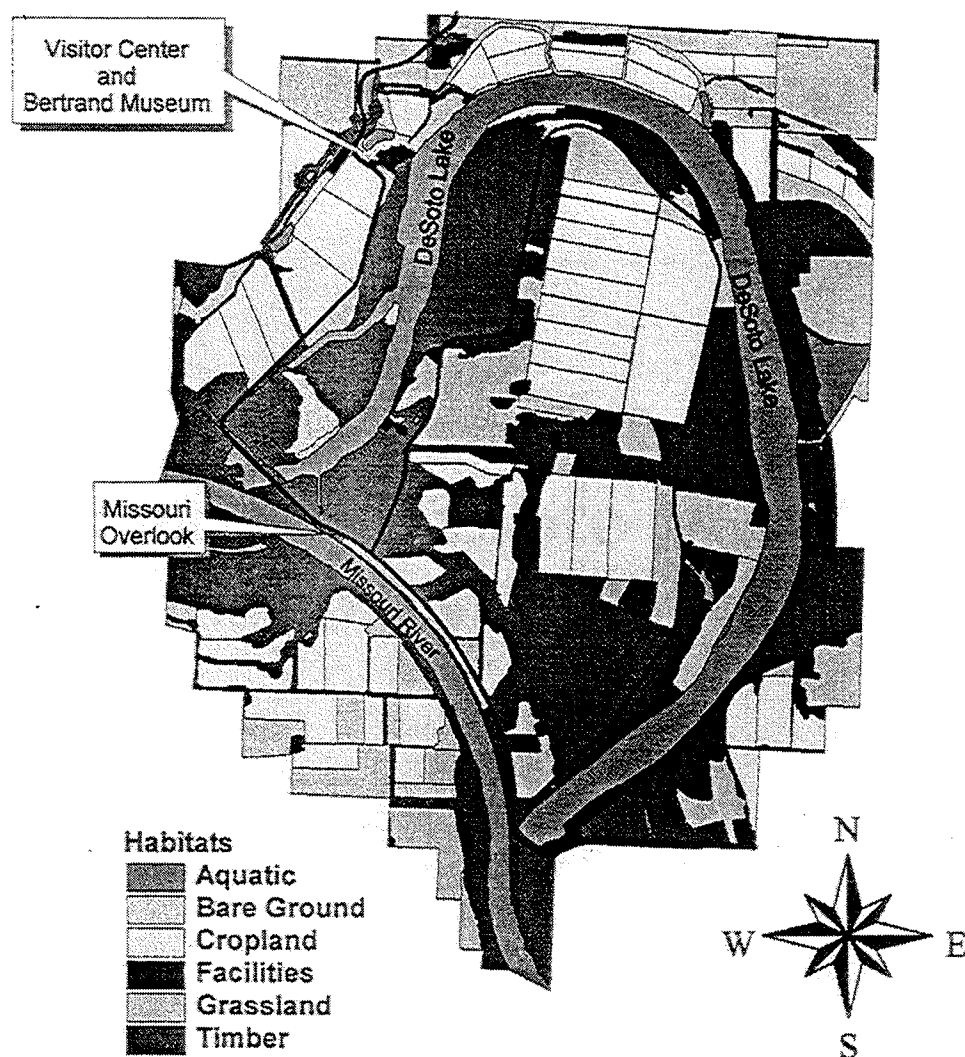 Visitor Center
and
Bertrand Museum
DeSoto Lake
DeSoto Lake
Missouri
Overlook
Missouri River
Habitats
Aquatic
Bare Ground
Cropland
Facilities
Grassland
Timber
N
W
E
S